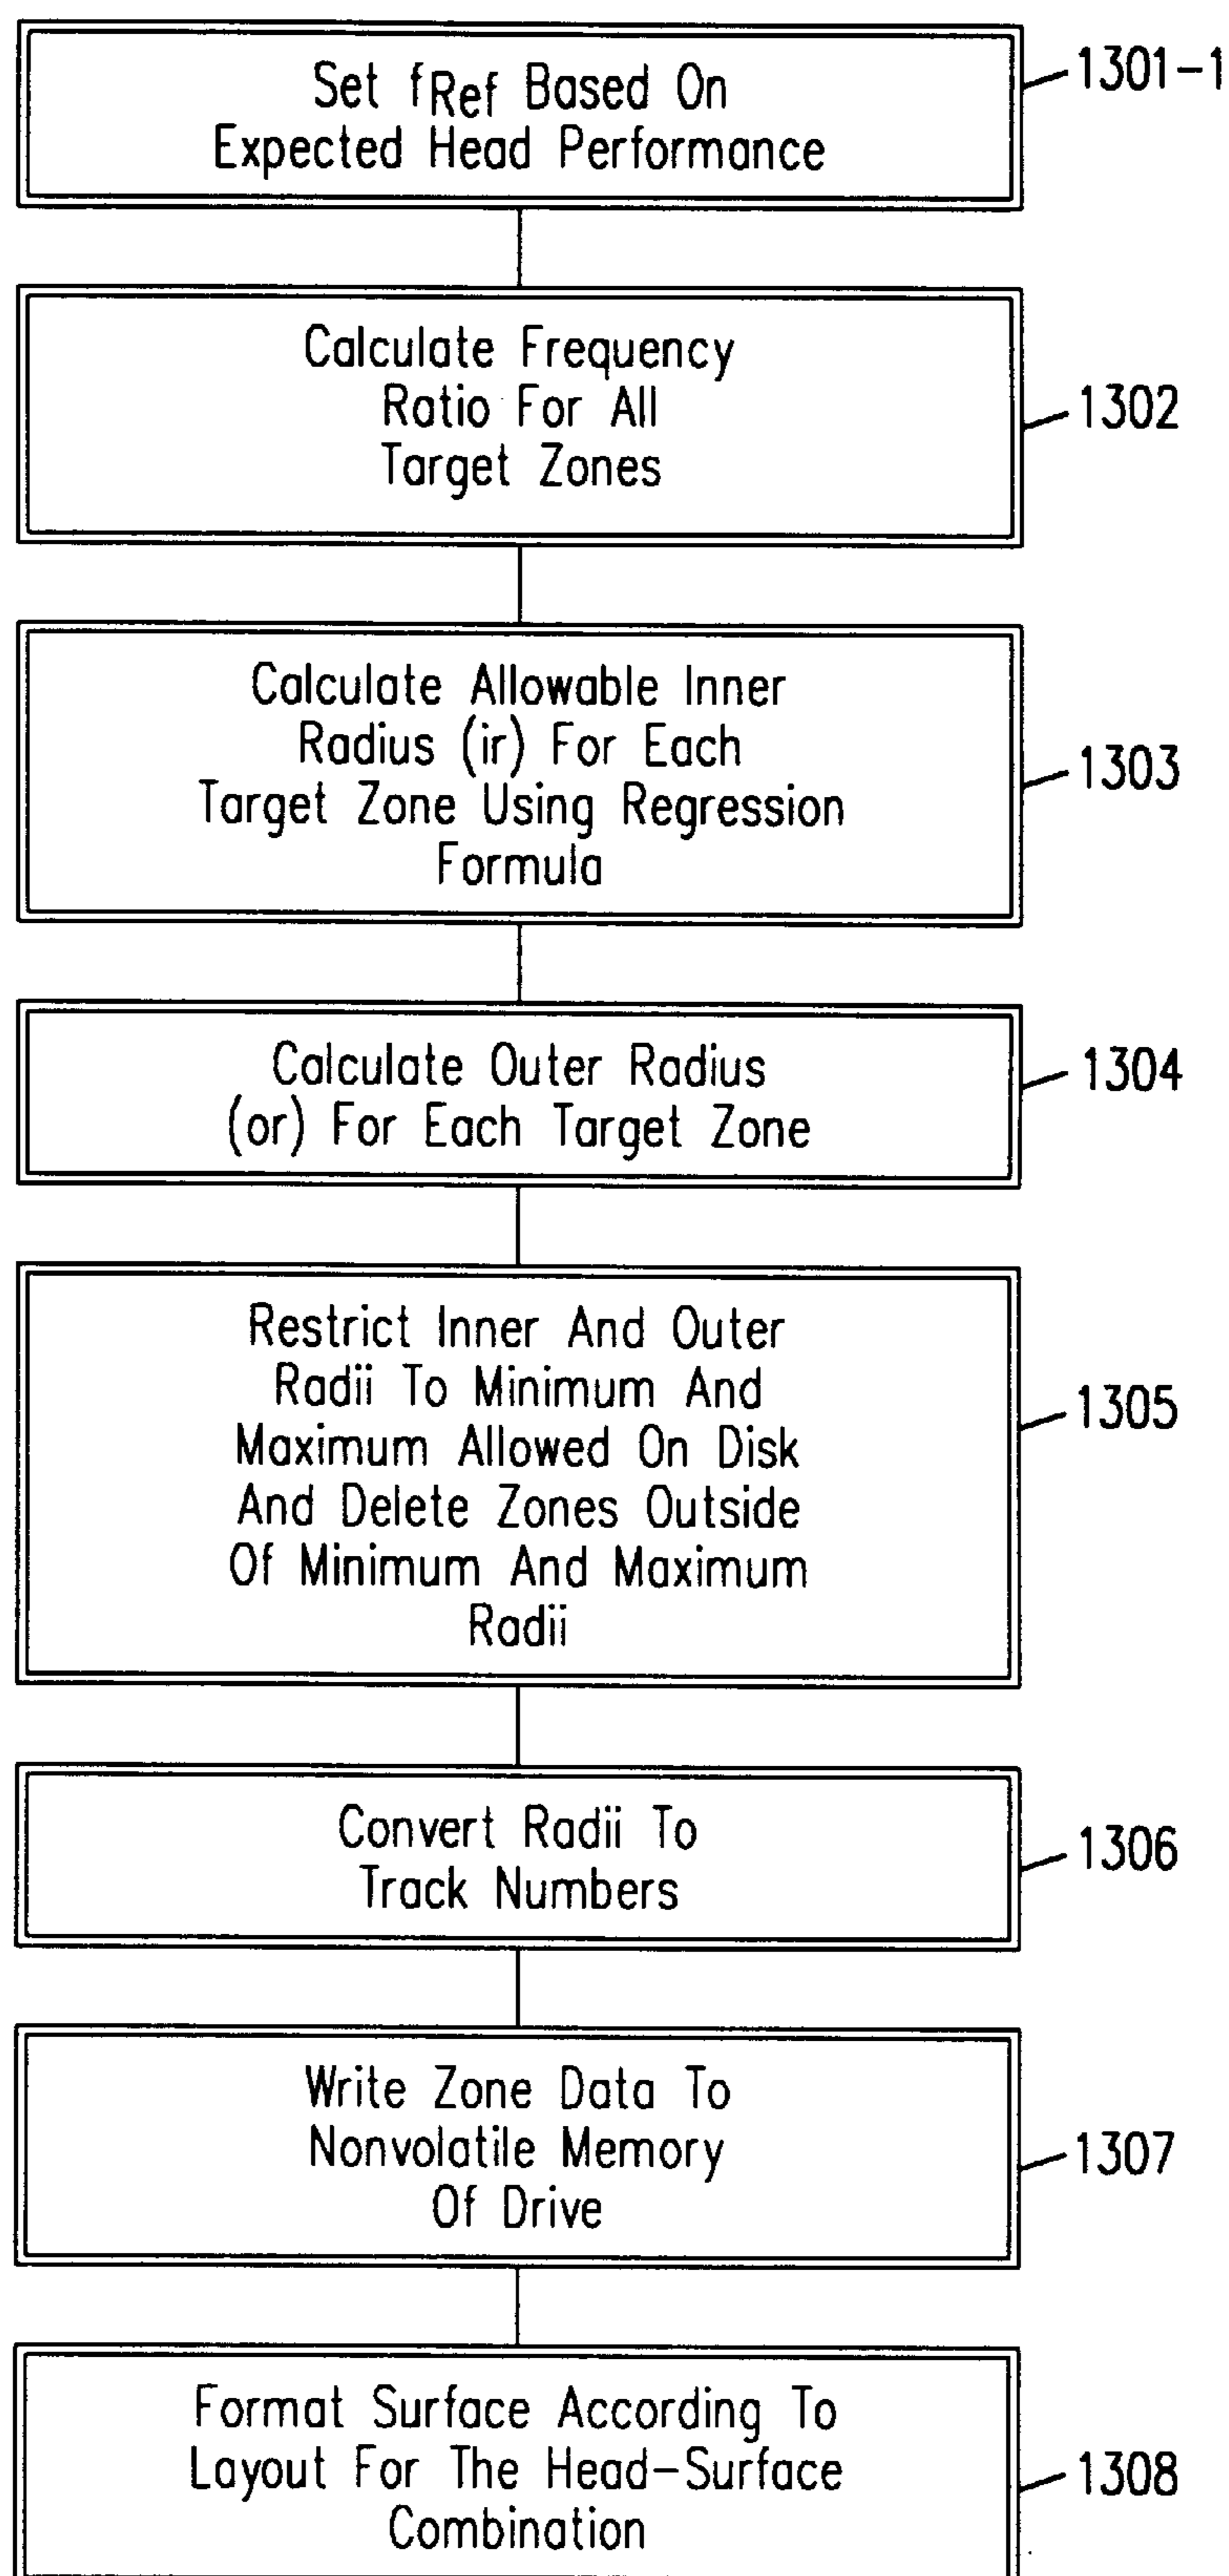 Set fRef Based On
Expected Head Performance
1301-1
Calculate Frequency
Ratio For All
Target Zones
1302
Calculate Allowable Inner
Radius (ir) For Each
Target Zone Using Regression
Formula
1303
Calculate Outer Radius
(or) For Each Target Zone
1304
Restrict Inner And Outer
Radii To Minimum And
Maximum Allowed On Disk
And Delete Zones Outside
Of Minimum And Maximum
Radii
1305
Convert Radii To
Track Numbers
1306
Write Zone Data To
Nonvolatile Memory
Of Drive
1307
Format Surface According To
Layout For The Head-Surface
Combination
1308